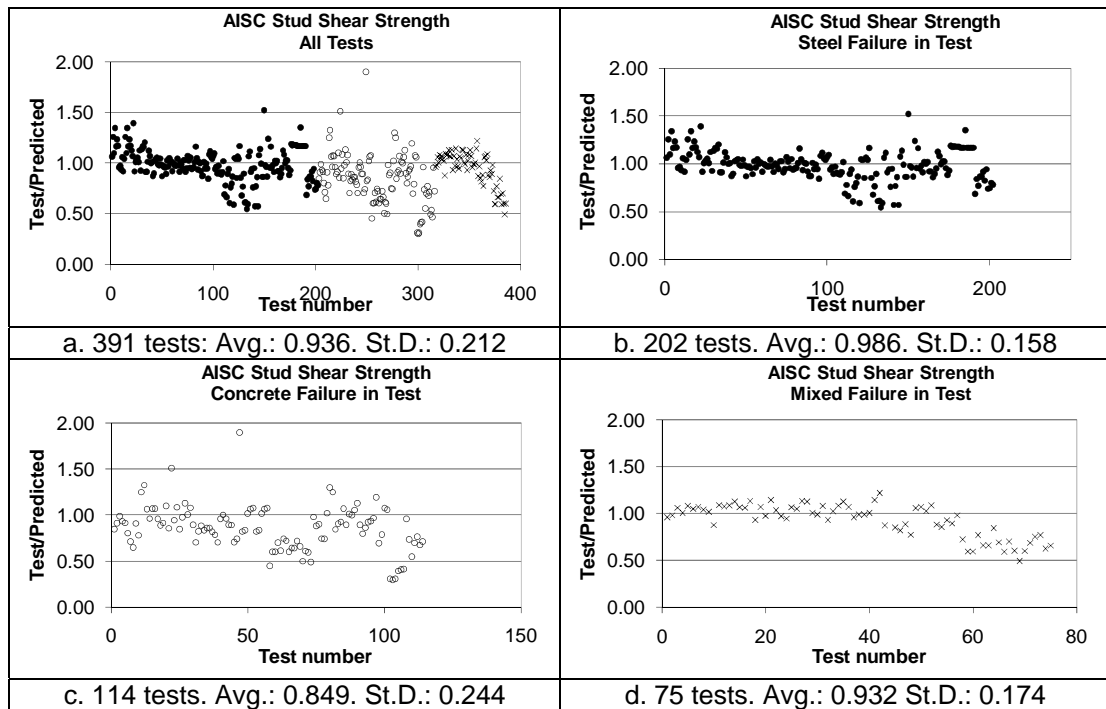 AISC Stud Shear Strength
All Tests
Test/Predicted
2.00
1.50
1.00
0.50
0.00
0 100 200 300 400
Test number
a. 391 tests: Avg.: 0.936. St.D.: 0.212
AISC Stud Shear Strength
Steel Failure in Test
Test/Predicted
2.00
1.50
1.00
0.50
0.00
0 100 200
Test number
b. 202 tests. Avg.: 0.986. St.D.: 0.158
AISC Stud Shear Strength
Concrete Failure in Test
Test/Predicted
2.00
1.50
1.00
0.50
0.00
0 50 100 150
Test number
c. 114 tests. Avg.: 0.849. St.D.: 0.244
AISC Stud Shear Strength
Mixed Failure in Test
Test/Predicted
2.00
1.50
1.00
0.50
0.00
0 20 40 60 80
Test number
d. 75 tests. Avg.: 0.932 St.D.: 0.174